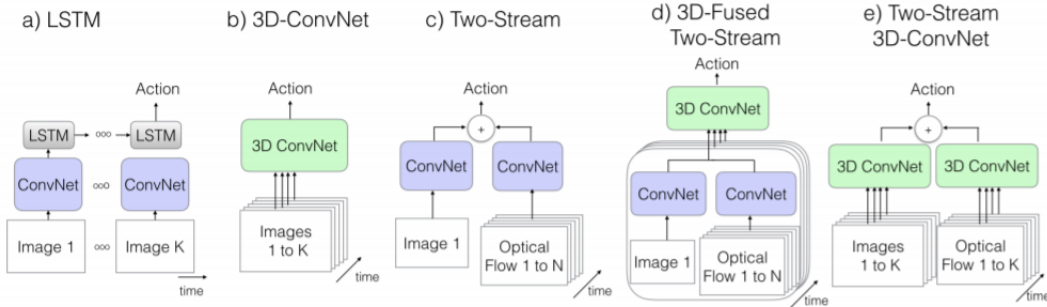 a) LSTM
Action
LSTM
∞∞
LSTM
ConvNet
∞∞
ConvNet
Image 1
∞∞
Image K
time
b) 3D-ConvNet
Action
3D ConvNet
Images
1 to K
time
c) Two-Stream
Action
+
ConvNet
ConvNet
Image 1
Optical
Flow 1 to N
time
d) 3D-Fused
Two-Stream
Action
3D ConvNet
ConvNet
ConvNet
Image 1
Optical
Flow 1 to N
time
e) Two-Stream
3D-ConvNet
Action
+
3D ConvNet
3D ConvNet
Images
1 to K
Optical
Flow 1 to K
time